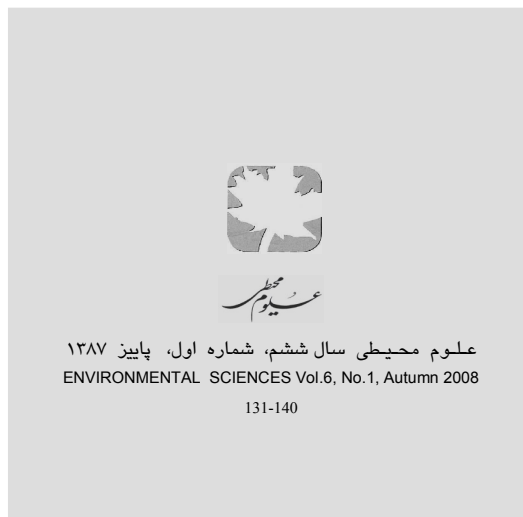 علوم محیطی
علـوم محـیـطی سال ششم، شماره اول، پاییز ۱۳۸۷
ENVIRONMENTAL SCIENCES Vol.6, No.1, Autumn 2008
131-140